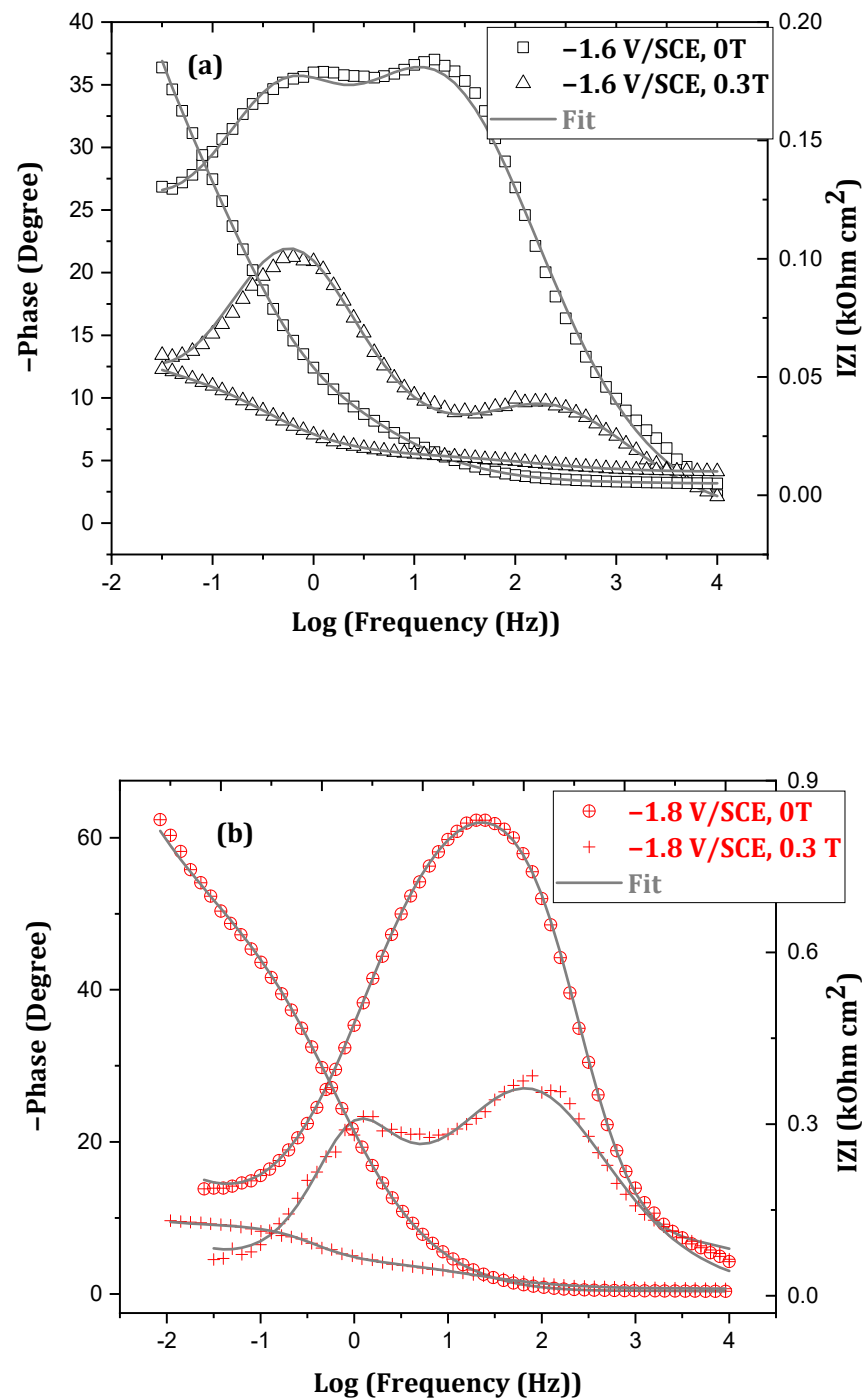 (a)
−1.6 V/SCE, 0T
−1.6 V/SCE, 0.3T
Fit
−Phase (Degree)
40
35
30
25
20
15
10
5
0
IZI (kOhm cm²)
0.20
0.15
0.10
0.05
0.00
-2
-1
0
1
2
3
4
Log (Frequency (Hz))
(b)
−1.8 V/SCE, 0T
−1.8 V/SCE, 0.3 T
Fit
−Phase (Degree)
60
40
20
0
IZI (kOhm cm²)
0.9
0.6
0.3
0.0
-2
-1
0
1
2
3
4
Log (Frequency (Hz))